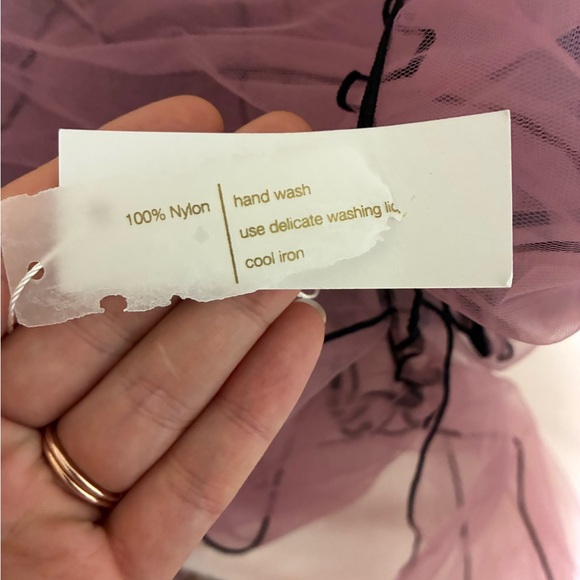 100% Nylon
hand wash
use delicate washing
cool iron